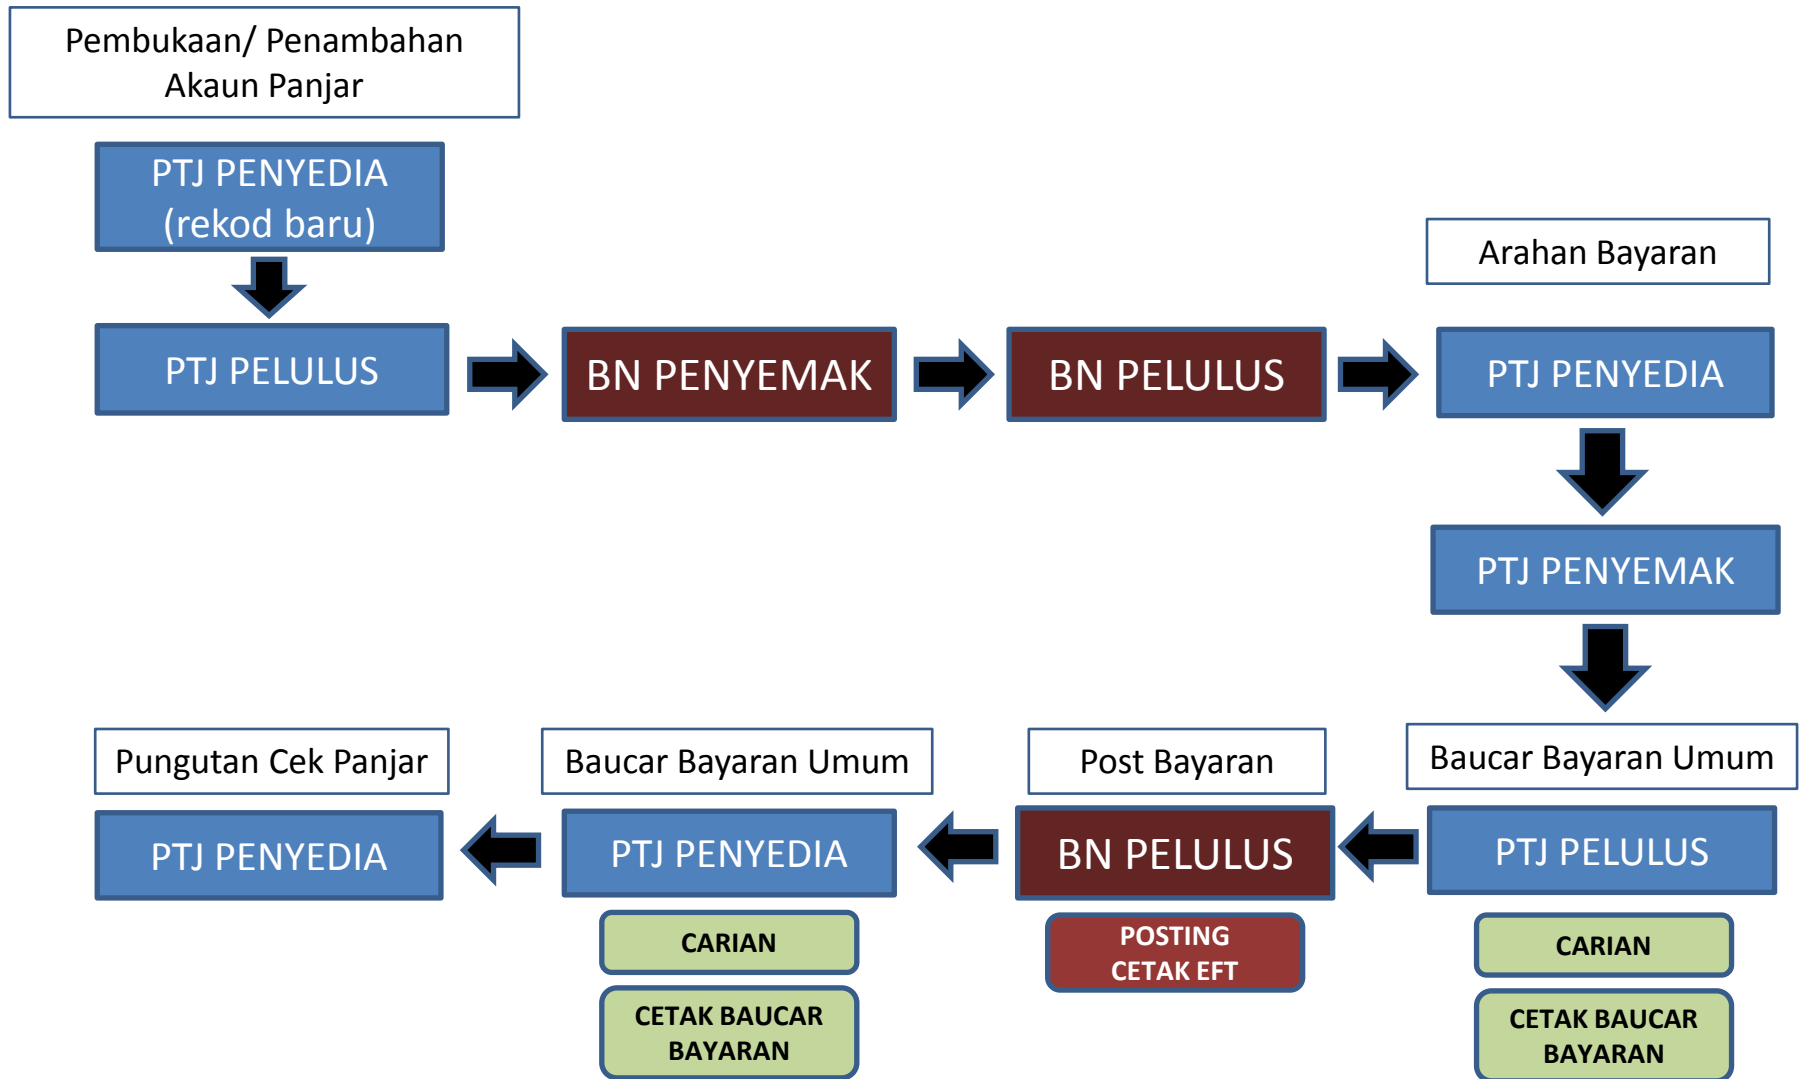 Pembukaan/ Penambahan
Akaun Panjar
PTJ PENYEDIA
(rekod baru)
Arahan Bayaran
PTJ PELULUS
BN PENYEMAK
BN PELULUS
PTJ PENYEDIA
PTJ PENYEMAK
Pungutan Cek Panjar
Baucar Bayaran Umum
Post Bayaran
Baucar Bayaran Umum
PTJ PENYEDIA
PTJ PENYEDIA
BN PELULUS
PTJ PELULUS
CARIAN
POSTING
CETAK EFT
CARIAN
CETAK BAUCAR
BAYARAN
CETAK BAUCAR
BAYARAN